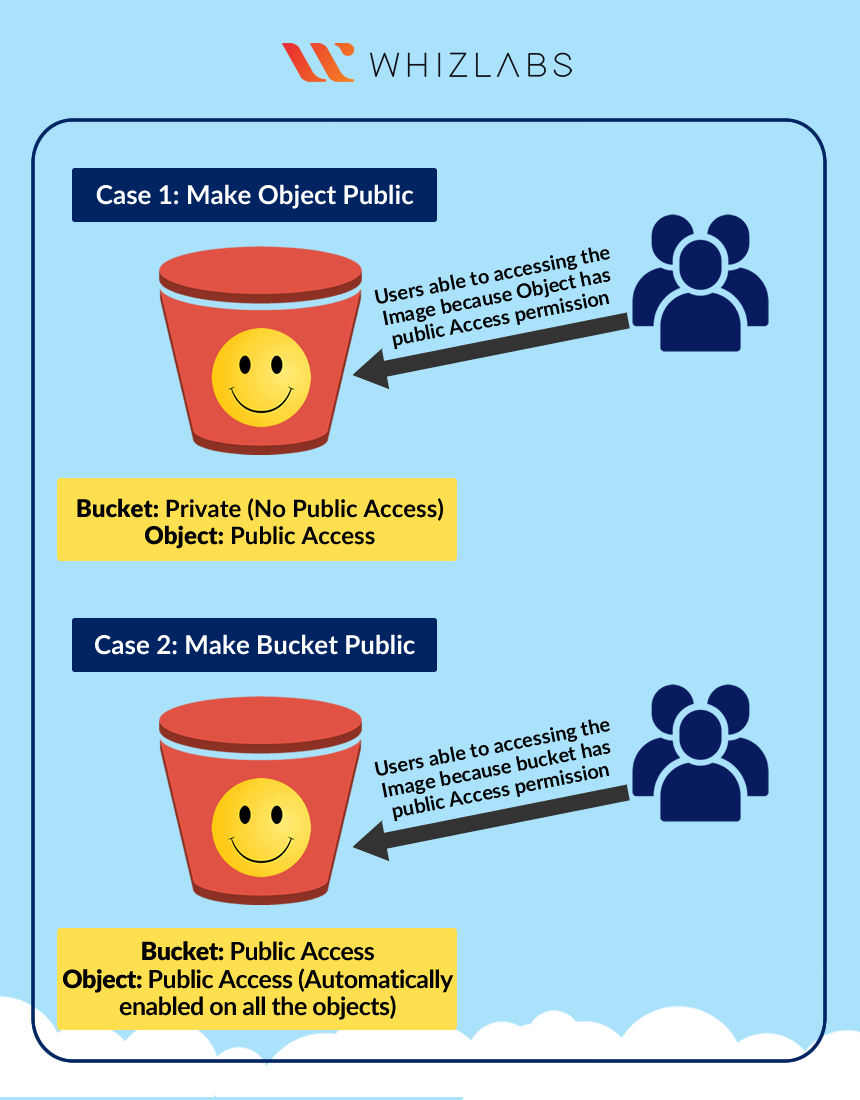 WHIZLABS
Case 1: Make Object Public
Users able to accessing the
Image because Object has
public Access permission
Bucket: Private (No Public Access)
Object: Public Access
Case 2: Make Bucket Public
Users able to accessing the
Image because bucket has
public Access permission
Bucket: Public Access
Object: Public Access (Automatically
enabled on all the objects)